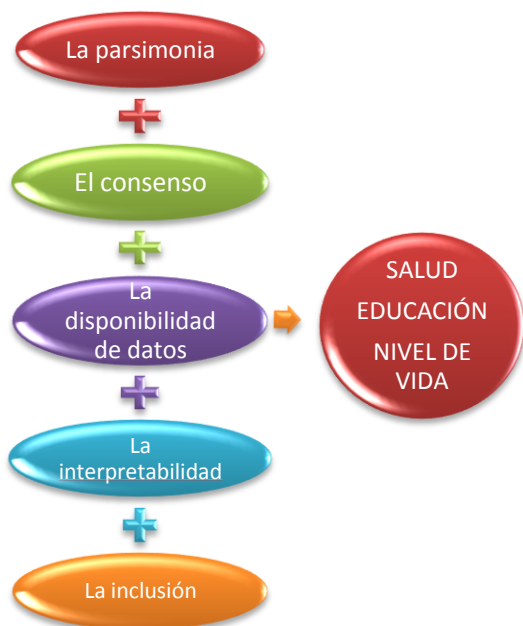 La parsimonia
El consenso
La
disponibilidad
de datos
SALUD
EDUCACIÓN
NIVEL DE
VIDA
La
interpretabilidad
La inclusión